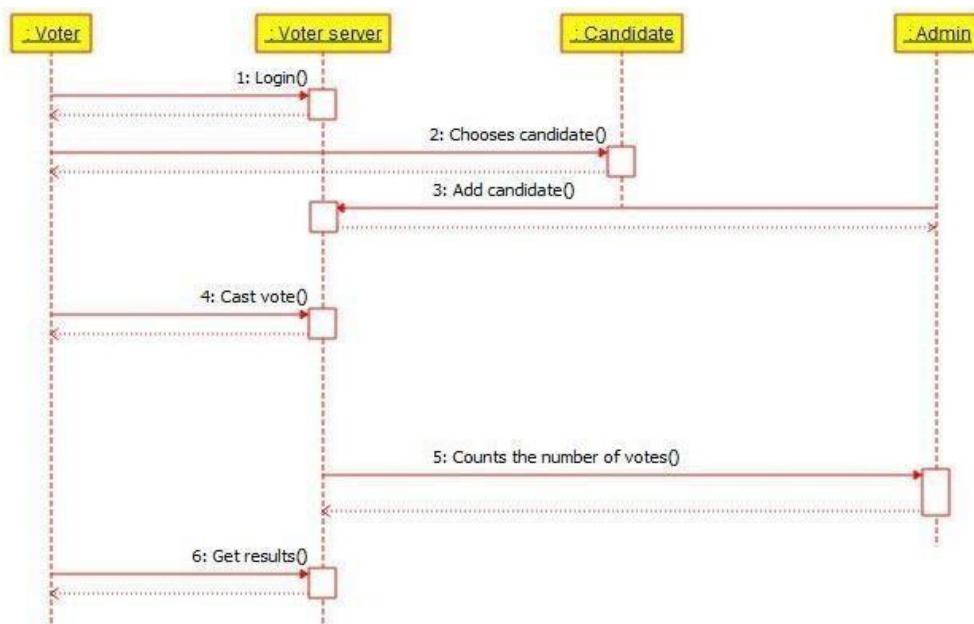 : Voter
: Voter server
: Candidate
: Admin
1: Login()
2: Chooses candidate()
3: Add candidate()
4: Cast vote()
5: Counts the number of votes()
6: Get results()